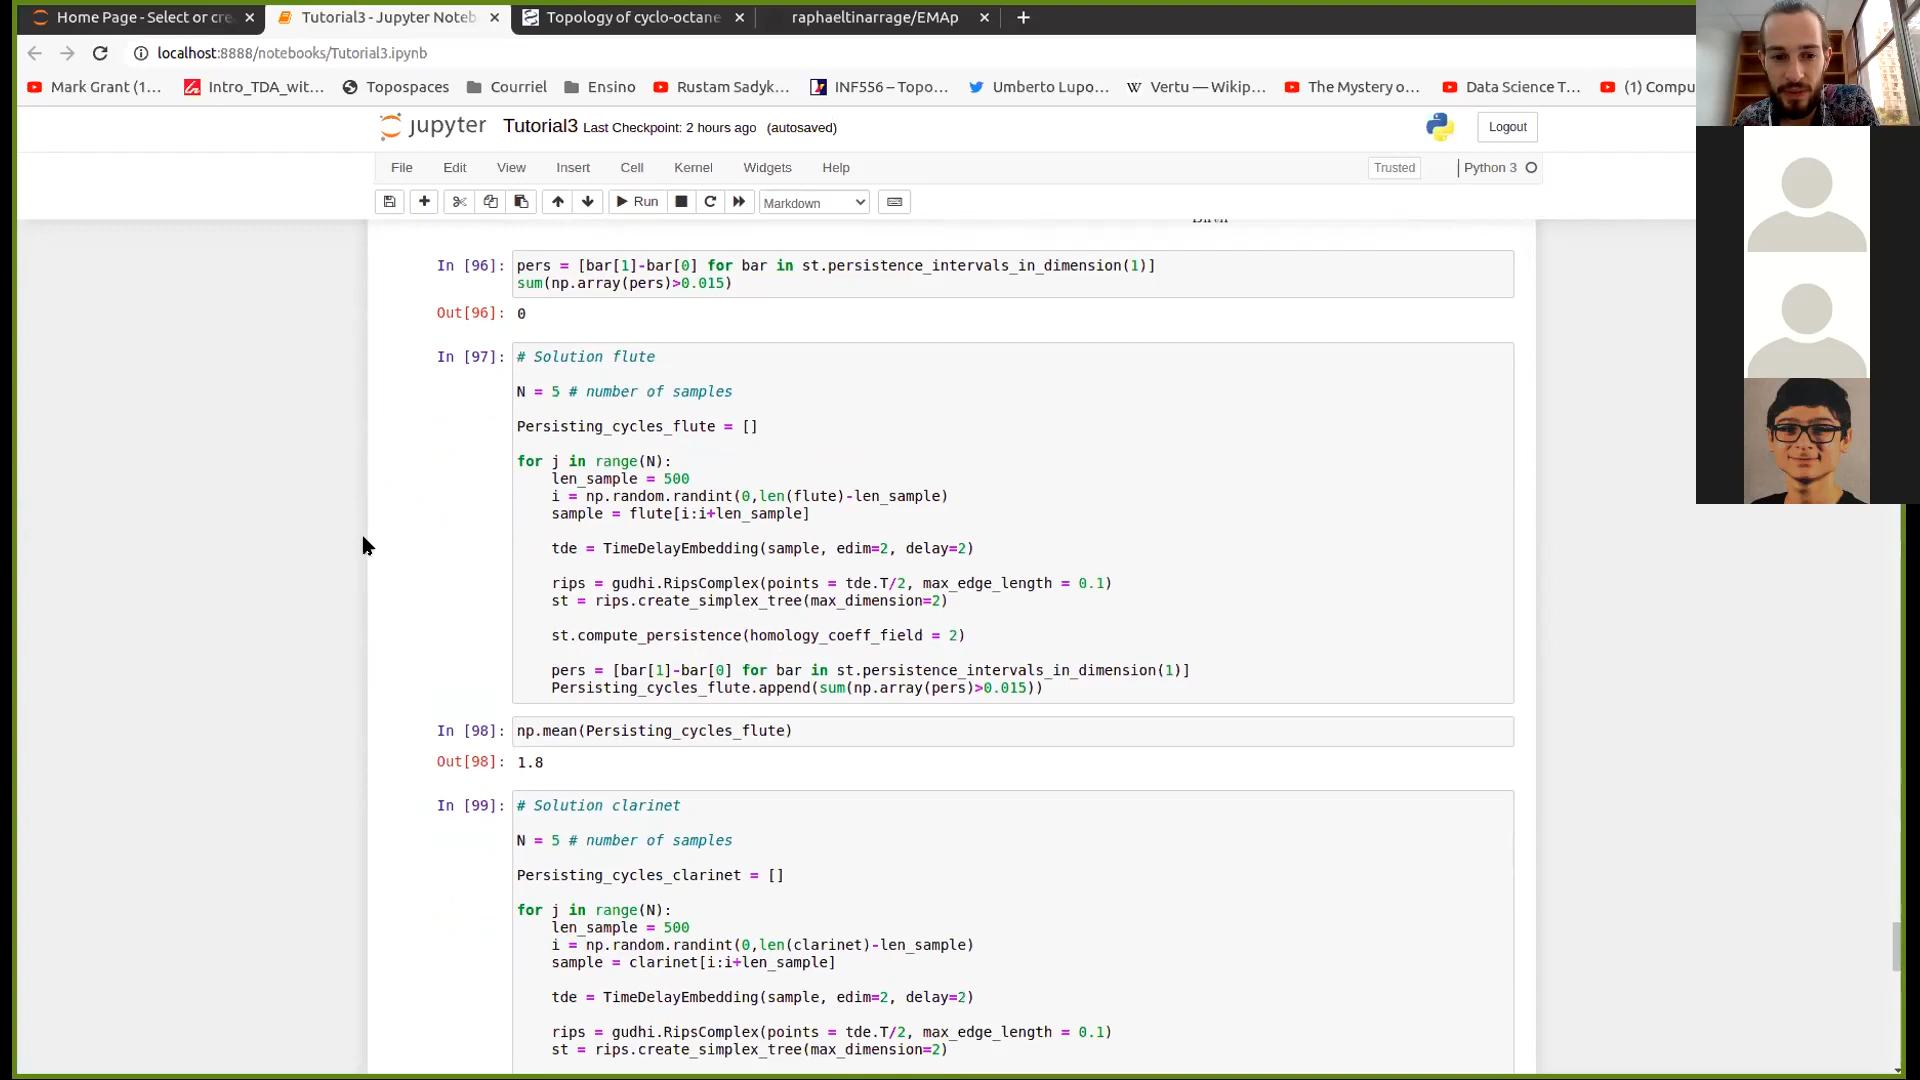 Home Page - Select or cre
Tutorial3 - Jupyter Noteb
Topology of cyclo-octane
raphaeltinarrage/EMAp
localhost:8888/notebooks/Tutorial3.ipynb
Mark Grant (1...
Intro_TDA_wit...
Topospaces
Courriel
Ensino
Rustam Sadyk...
INF556 – Topo...
Umberto Lupo...
Vertu — Wikip...
The Mystery o...
Data Science T...
(1) Compu
jupyter Tutorial3 Last Checkpoint: 2 hours ago (autosaved)
Logout
File Edit View Insert Cell Kernel Widgets Help
Trusted
Python 3
Run
Markdown
In [96]: pers = [bar[1]-bar[0] for bar in st.persistence_intervals_in_dimension(1)]
sum(np.array(pers)>0.015)
Out[96]: 0
In [97]: # Solution flute
N = 5 # number of samples
Persisting_cycles_flute = []
for j in range(N):
len_sample = 500
i = np.random.randint(0,len(flute)-len_sample)
sample = flute[i:i+len_sample]
tde = TimeDelayEmbedding(sample, edim=2, delay=2)
rips = gudhi.RipsComplex(points = tde.T/2, max_edge_length = 0.1)
st = rips.create_simplex_tree(max_dimension=2)
st.compute_persistence(homology_coeff_field = 2)
pers = [bar[1]-bar[0] for bar in st.persistence_intervals_in_dimension(1)]
Persisting_cycles_flute.append(sum(np.array(pers)>0.015))
In [98]: np.mean(Persisting_cycles_flute)
Out[98]: 1.8
In [99]: # Solution clarinet
N = 5 # number of samples
Persisting_cycles_clarinet = []
for j in range(N):
len_sample = 500
i = np.random.randint(0,len(clarinet)-len_sample)
sample = clarinet[i:i+len_sample]
tde = TimeDelayEmbedding(sample, edim=2, delay=2)
rips = gudhi.RipsComplex(points = tde.T/2, max_edge_length = 0.1)
st = rips.create_simplex_tree(max_dimension=2)